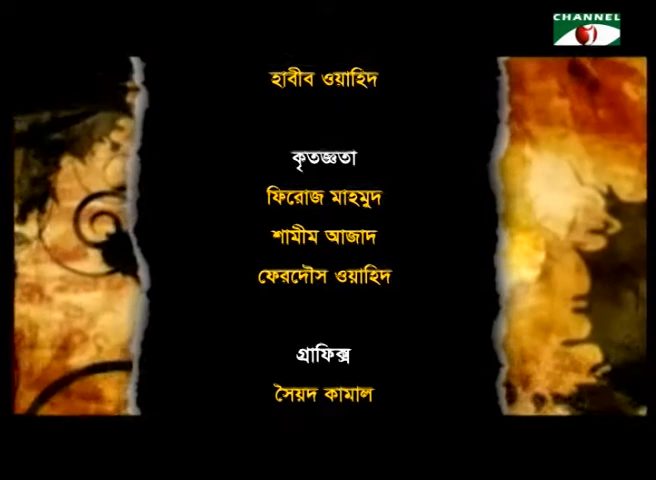 CHANNEL
হাবীব ওয়াহিদ
কৃতজ্ঞতা
ফিরোজ মাহমুদ
শামীম আজাদ
ফেরদৌস ওয়াহিদ
গ্রাফিক্স
সৈয়দ কামাল